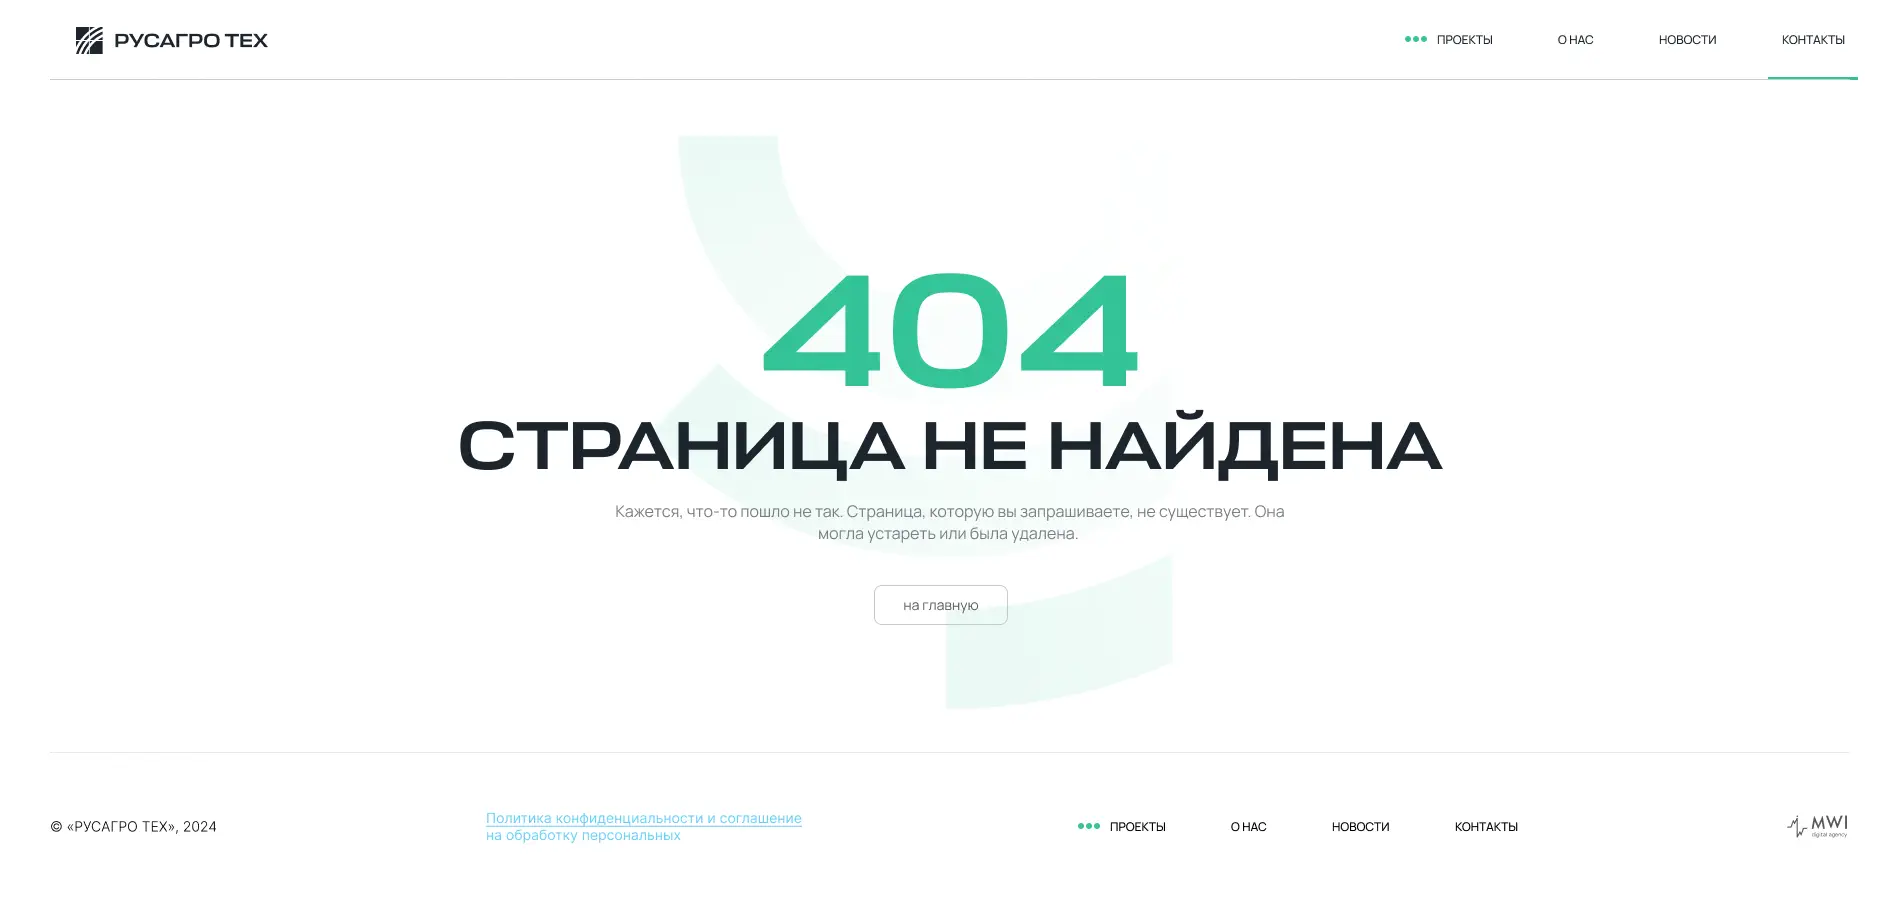 РУСАГРО ТЕХ
ПРОЕКТЫ
О НАС
НОВОСТИ
КОНТАКТЫ
404
СТРАНИЦА НЕ НАЙДЕНА
Кажется, что-то пошло не так. Страница, которую вы запрашиваете, не существует. Она
могла устареть или была удалена.
на главную
© «РУСАГРО ТЕХ», 2024
Политика конфиденциальности и соглашение
на обработку персональных
ПРОЕКТЫ
О НАС
НОВОСТИ
КОНТАКТЫ
MWI
digital agency